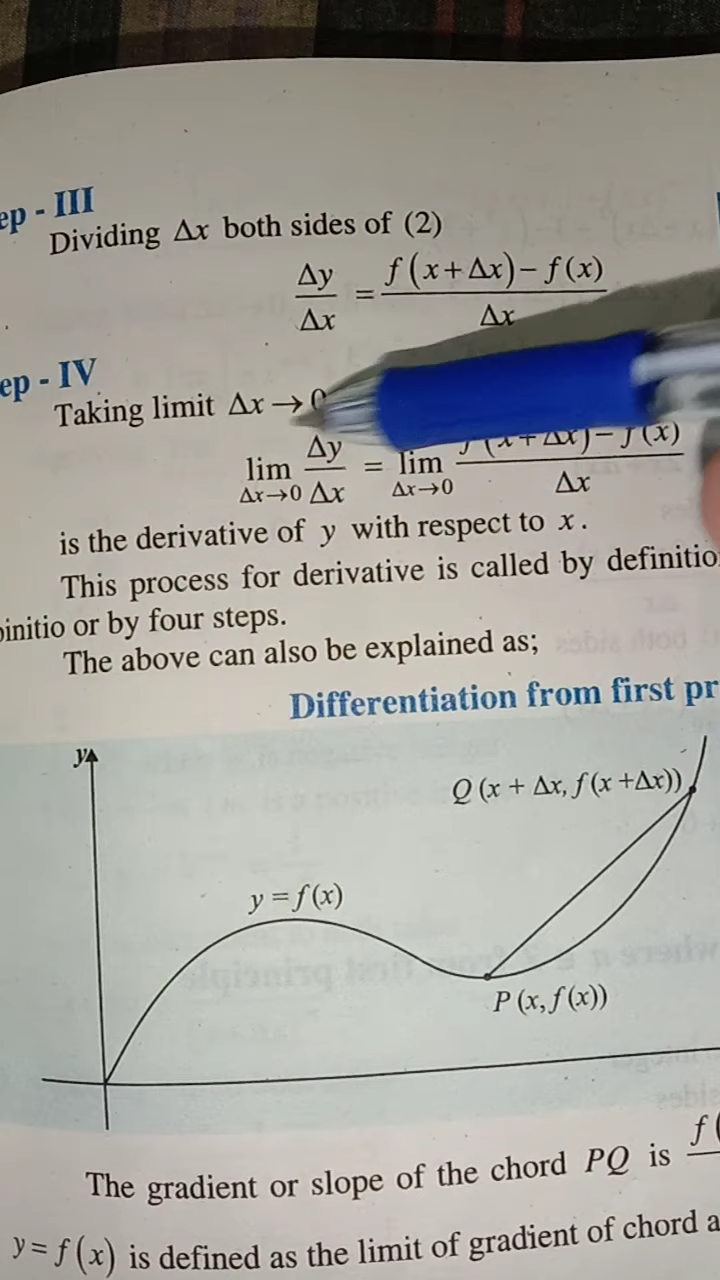 ep - III
Dividing Δx both sides of (2)
Δy/Δx = f(x+Δx)−f(x)/Δx
ep - IV
Taking limit Δx→0
lim Δx→0 Δy/Δx = lim Δx→0 f(x+Δx)−f(x)/Δx
is the derivative of y with respect to x.
This process for derivative is called by definitio
initio or by four steps.
The above can also be explained as;
Differentiation from first pr
y
Q(x + Δx, f(x+Δx))
y = f(x)
P(x, f(x))
The gradient or slope of the chord PQ is f(
y = f(x) is defined as the limit of gradient of chord a